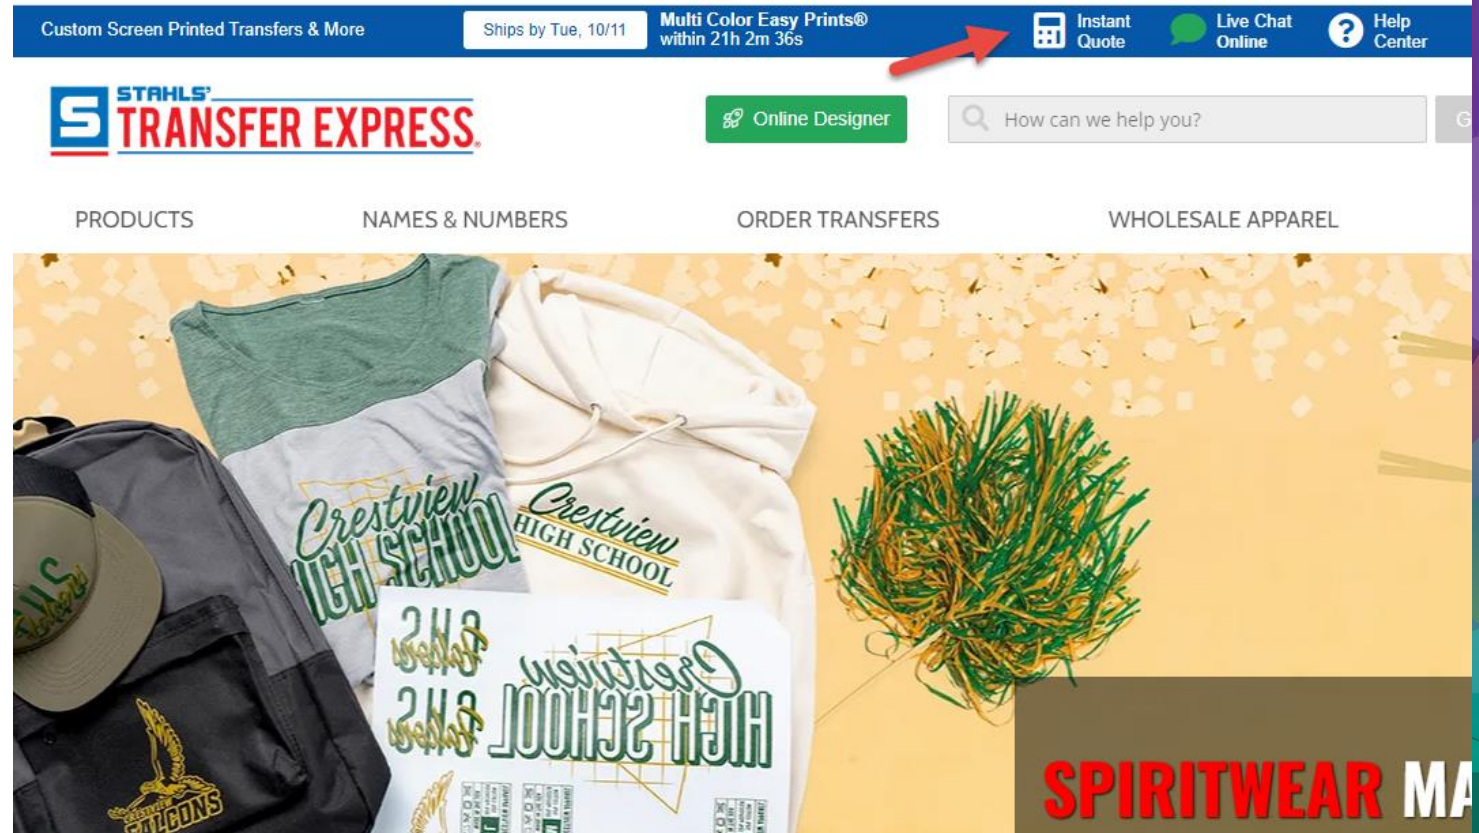 Custom Screen Printed Transfers & More
Ships by Tue, 10/11
Multi Color Easy Prints®
within 21h 2m 36s
Instant
Quote
Live Chat
Online
?
Help
Center
S
STAHLS'
TRANSFER EXPRESS®
Online Designer
How can we help you?
G
PRODUCTS
NAMES & NUMBERS
ORDER TRANSFERS
WHOLESALE APPAREL
Crestview
HIGH SCHOOL
Crestview
HIGH SCHOOL
CHS
Falcons
CHS
Falcons
Crestview
HIGH SCHOOL
CHS
Falcons
CRESTVIEW
FALCONS
SPIRITWEAR MA